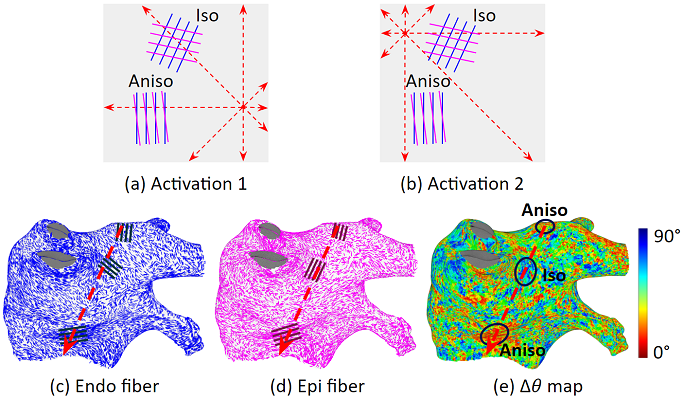 Iso
Aniso
(a) Activation 1
Iso
Aniso
(b) Activation 2
(c) Endo fiber
(d) Epi fiber
Aniso
Iso
Aniso
90°
0°
(e) Δθ map